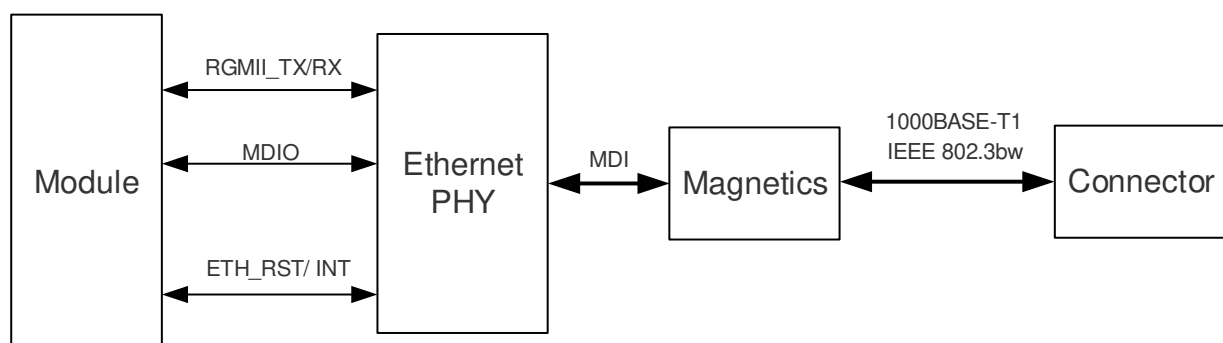 Module
RGMII_TX/RX
MDIO
ETH_RST/ INT
Ethernet
PHY
MDI
Magnetics
1000BASE-T1
IEEE 802.3bw
Connector